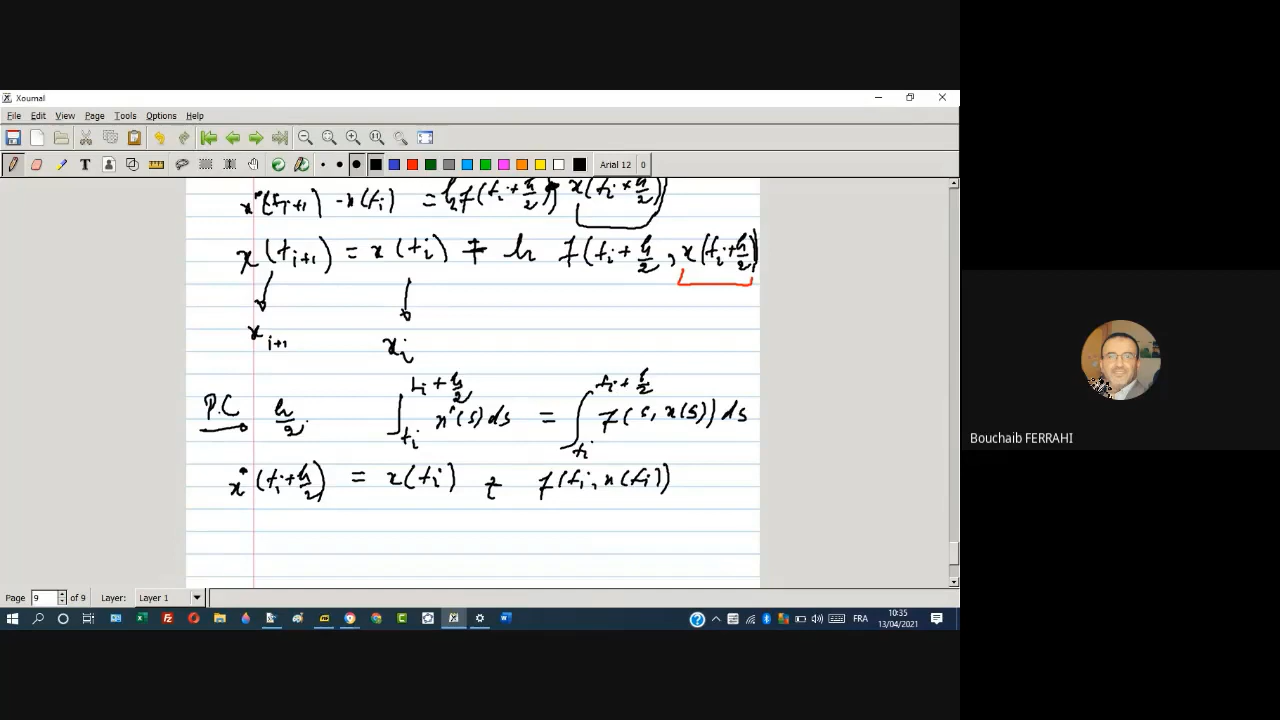 Xournal
File Edit View Page Tools Options Help
Arial 12 0
x(t_{i+1}) - x(t_i) = h f(t_i + h/2, x(t_i + h/2))
x(t_{i+1}) = x(t_i) + h f(t_i + h/2, x(t_i + h/2))
x_{i+1} x_i
P.C h/2 ∫_{t_i}^{t_i + h/2} x'(s) ds = ∫_{t_i}^{t_i + h/2} f(s, x(s)) ds
x(t_i + h/2) = x(t_i) + f(t_i, x(t_i))
Bouchaib FERRAHI
Page 9 of 9 Layer: Layer 1
FRA
10:35
13/04/2021